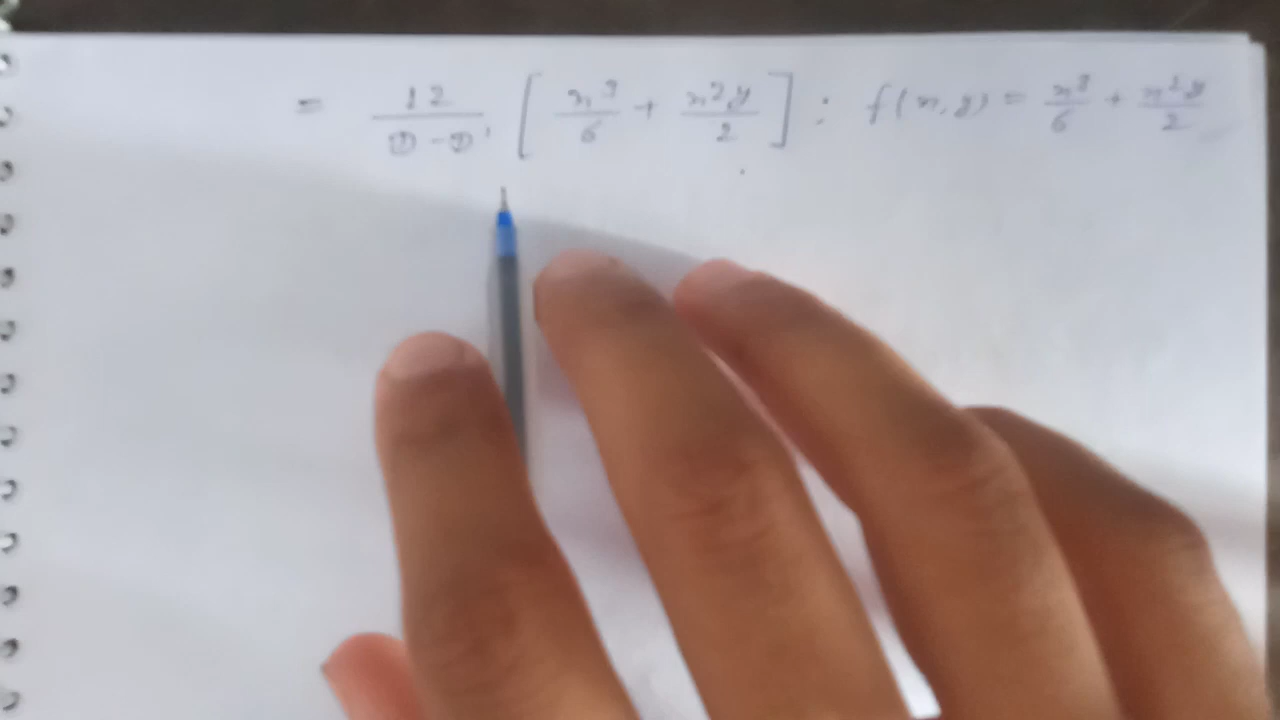 = 12/(D - D') [ x³/6 + x²y/2 ] : f(x,y) = x³/6 + x²y/2